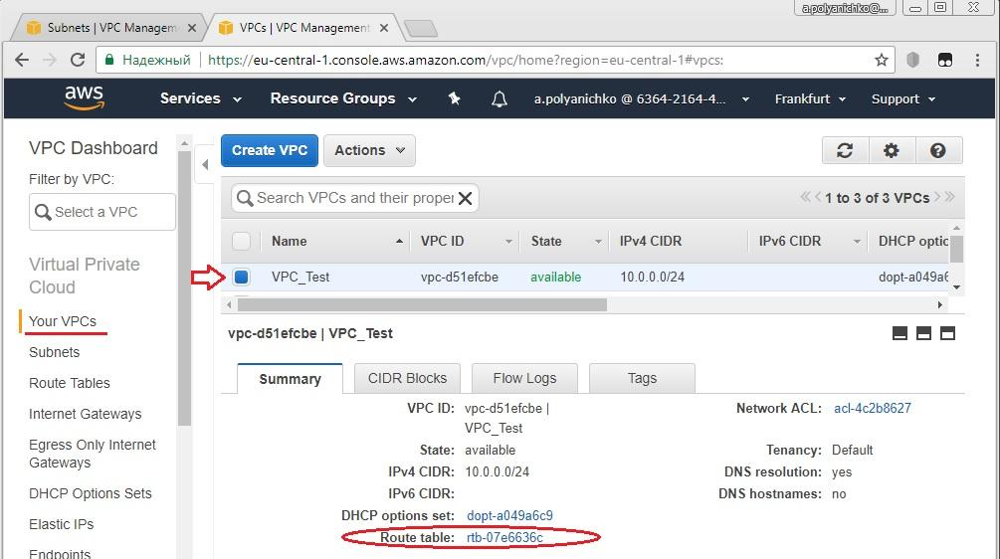 a.polyanichko@...
Subnets | VPC Managem
VPCs | VPC Management
Надежный https://eu-central-1.console.aws.amazon.com/vpc/home?region=eu-central-1#vpcs:
aws Services Resource Groups a.polyanichko @ 6364-2164-4... Frankfurt Support
VPC Dashboard
Filter by VPC:
Select a VPC
Virtual Private
Cloud
Your VPCs
Subnets
Route Tables
Internet Gateways
Egress Only Internet
Gateways
DHCP Options Sets
Elastic IPs
Endpoints
Create VPC Actions
Search VPCs and their proper 1 to 3 of 3 VPCs
Name VPC ID State IPv4 CIDR IPv6 CIDR DHCP optic
VPC_Test vpc-d51efcbe available 10.0.0.0/24 dopt-a049a6
vpc-d51efcbe | VPC_Test
Summary CIDR Blocks Flow Logs Tags
VPC ID: vpc-d51efcbe |
VPC_Test
State: available
IPv4 CIDR: 10.0.0.0/24
IPv6 CIDR:
DHCP options set: dopt-a049a6c9
Route table: rtb-07e6636c
Network ACL: acl-4c2b8627
Tenancy: Default
DNS resolution: yes
DNS hostnames: no